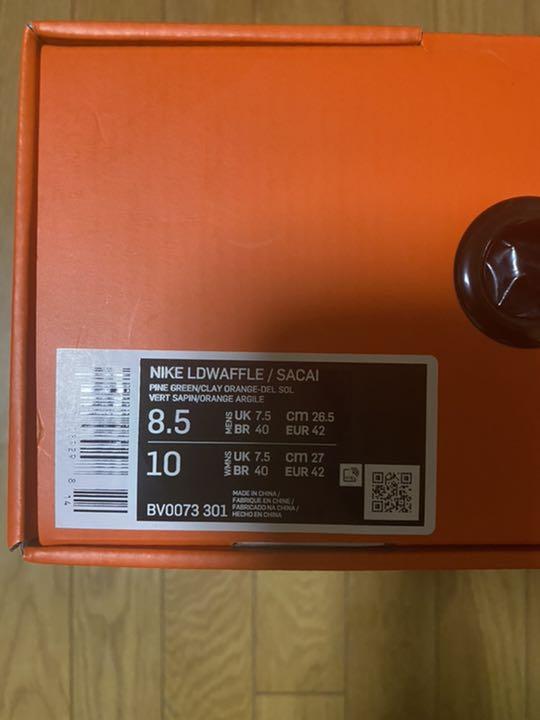 NIKE LDWAFFLE / SACAI
PINE GREEN/CLAY ORANGE-DEL SOL
VERT SAPIN/ORANGE ARGILE
8.5 MENS UK 7.5 CM 26.5
BR 40 EUR 42
10 WMNS UK 7.5 CM 27
BR 40 EUR 42
BV0073 301
MADE IN CHINA /
FABRIQUE EN CHINE /
FABRICADO NA CHINA /
HECHO EN CHINA